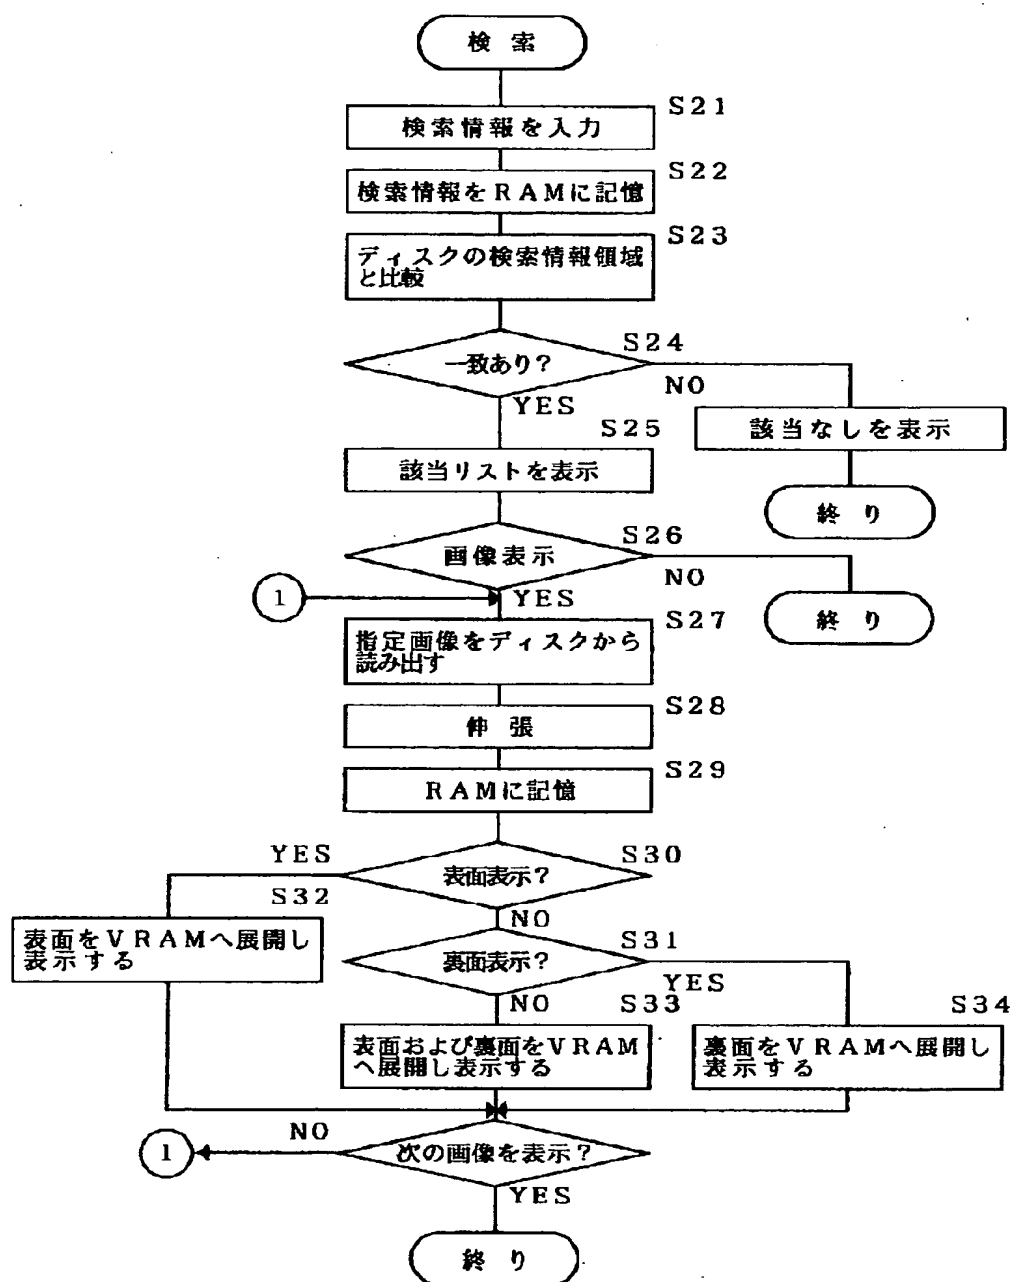 検索
S21
検索情報を入力
S22
検索情報をRAMに記憶
S23
ディスクの検索情報領域
と比較
S24
一致あり?
NO
YES
該当なしを表示
S25
該当リストを表示
終り
S26
画像表示
NO
1
YES
終り
S27
指定画像をディスクから
読み出す
S28
伸張
S29
RAMに記憶
YES
S30
表面表示?
S32
NO
表面をVRAMへ展開し
表示する
S31
裏面表示?
YES
NO
S33
S34
表面および裏面をVRAM
へ展開し表示する
裏面をVRAMへ展開し
表示する
NO
1
次の画像を表示?
YES
終り